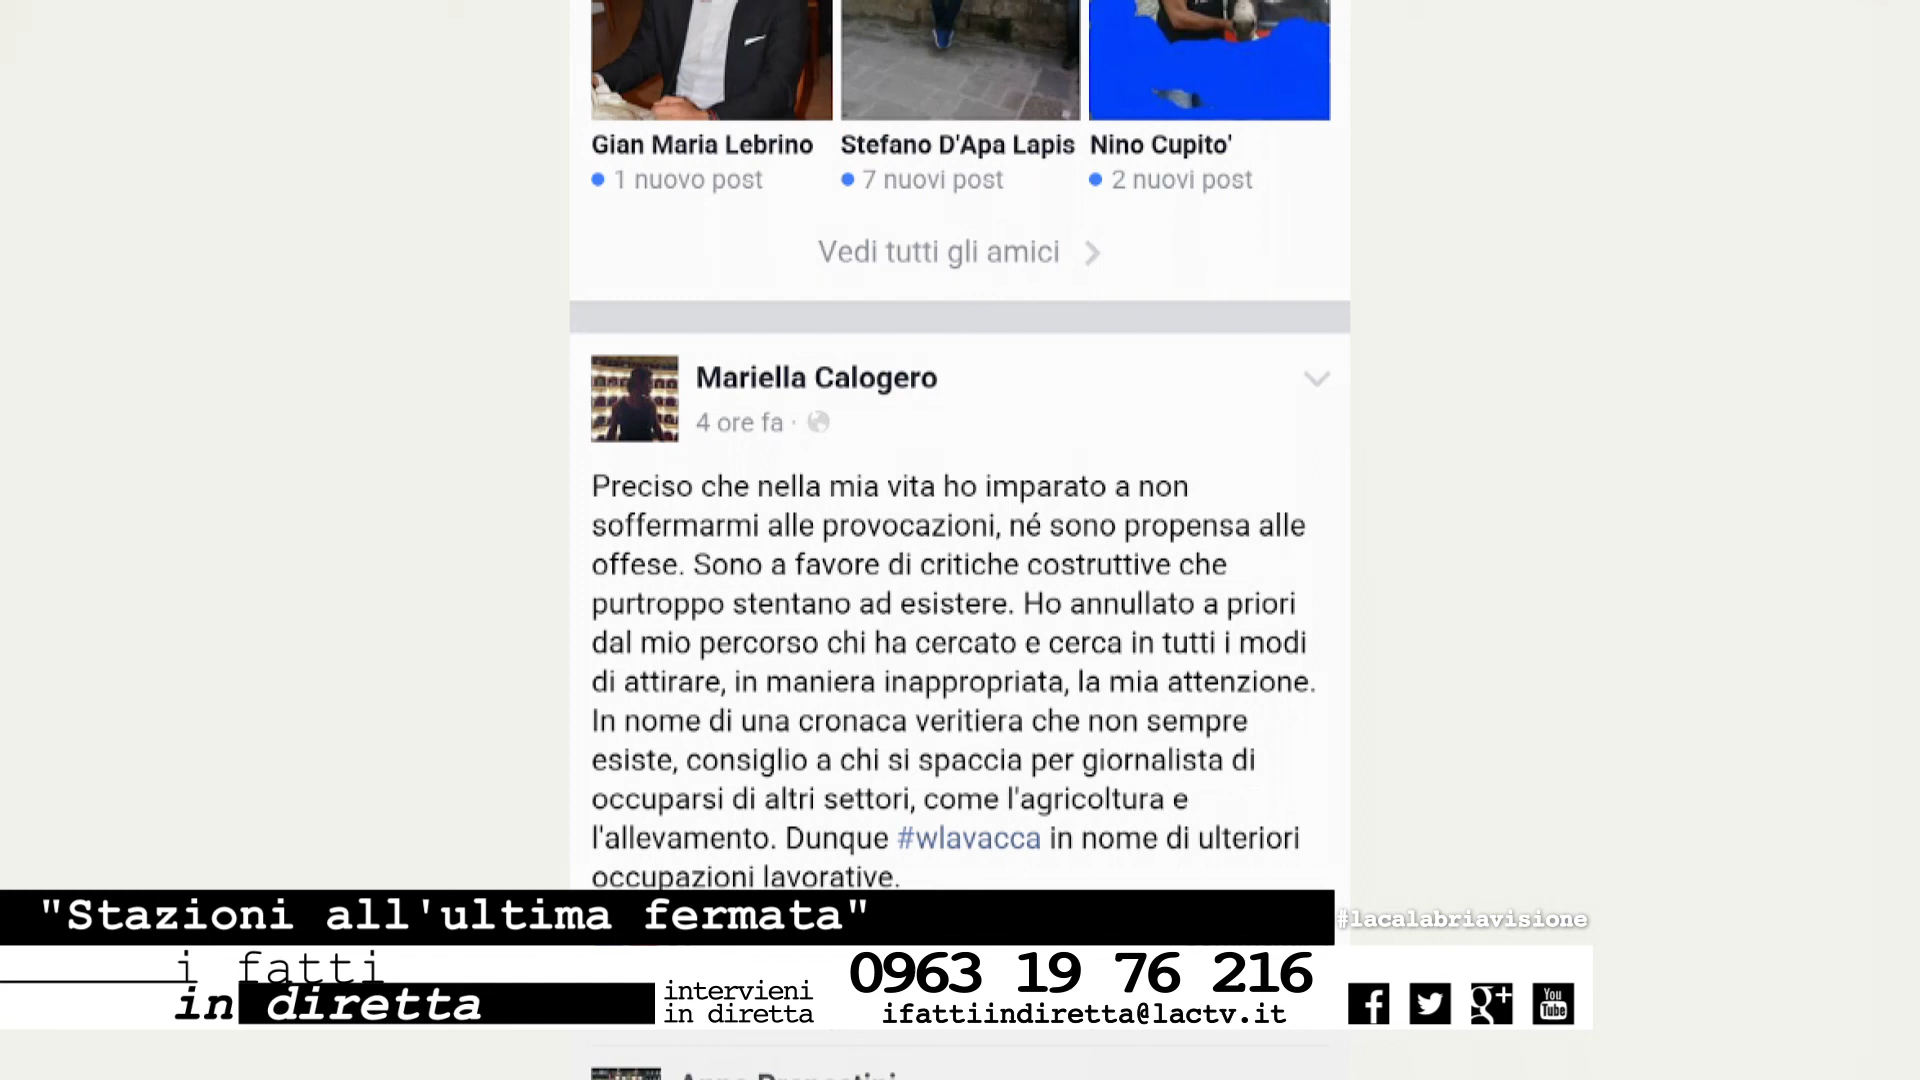 Gian Maria Lebrino
Stefano D'Apa Lapis
Nino Cupito'
1 nuovo post
7 nuovi post
2 nuovi post
Vedi tutti gli amici
Mariella Calogero
4 ore fa ·
Preciso che nella mia vita ho imparato a non
soffermarmi alle provocazioni, né sono propensa alle
offese. Sono a favore di critiche costruttive che
purtroppo stentano ad esistere. Ho annullato a priori
dal mio percorso chi ha cercato e cerca in tutti i modi
di attirare, in maniera inappropriata, la mia attenzione.
In nome di una cronaca veritiera che non sempre
esiste, consiglio a chi si spaccia per giornalista di
occuparsi di altri settori, come l'agricoltura e
l'allevamento. Dunque #wlavacca in nome di ulteriori
occupazioni lavorative.
"Stazioni all'ultima fermata"
#lacalabriavisione
i fatti
in diretta
intervieni
in diretta
0963 19 76 216
ifattiindiretta@lactv.it
f
g+
You
Tube